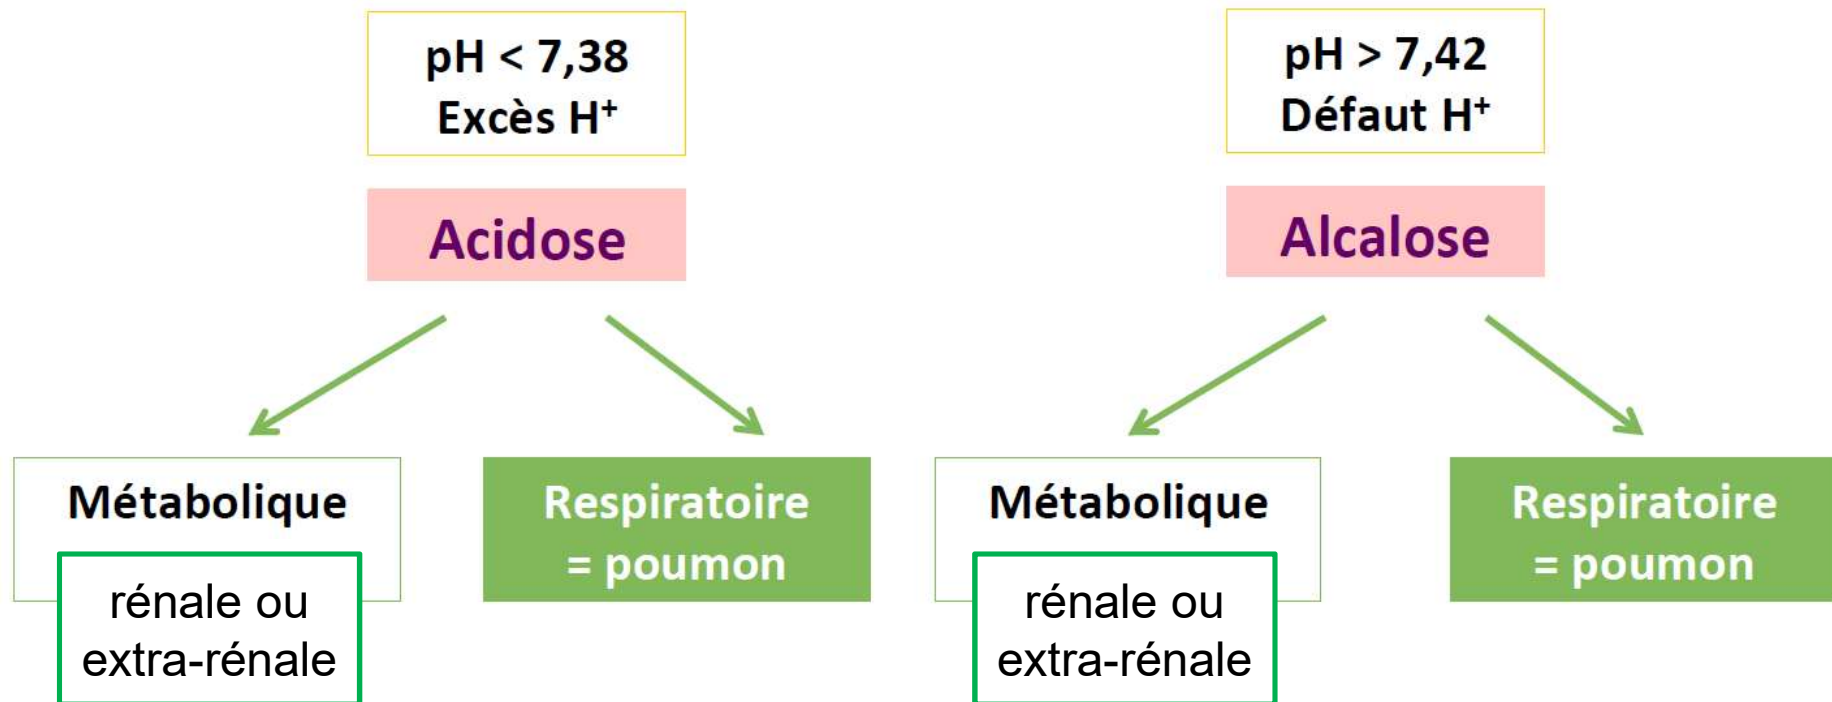 pH < 7,38
Excès H⁺
Acidose
Métabolique
rénale ou
extra-rénale
Respiratoire
= poumon
pH > 7,42
Défaut H⁺
Alcalose
Métabolique
rénale ou
extra-rénale
Respiratoire
= poumon